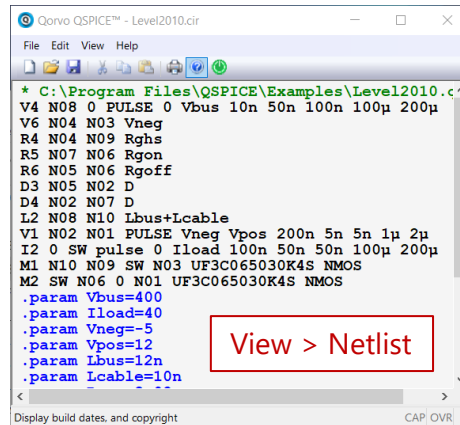 Qorvo QSPICE™ - Level2010.cir
File Edit View Help
* C:\Program Files\QSPICE\Examples\Level2010.c
V4 N08 0 PULSE 0 Vbus 10n 50n 100n 100µ 200µ
V6 N04 N03 Vneg
R4 N04 N09 Rghs
R5 N07 N06 Rgon
R6 N05 N06 Rgoff
D3 N05 N02 D
D4 N02 N07 D
L2 N08 N10 Lbus+Lcable
V1 N02 N01 PULSE Vneg Vpos 200n 5n 5n 1µ 2µ
I2 0 SW pulse 0 Iload 100n 50n 50n 100µ 200µ
M1 N10 N09 SW N03 UF3C065030K4S NMOS
M2 SW N06 0 N01 UF3C065030K4S NMOS
.param Vbus=400
.param Iload=40
.param Vneg=-5
.param Vpos=12
.param Lbus=12n
.param Lcable=10n
View > Netlist
Display build dates, and copyright
CAP OVR